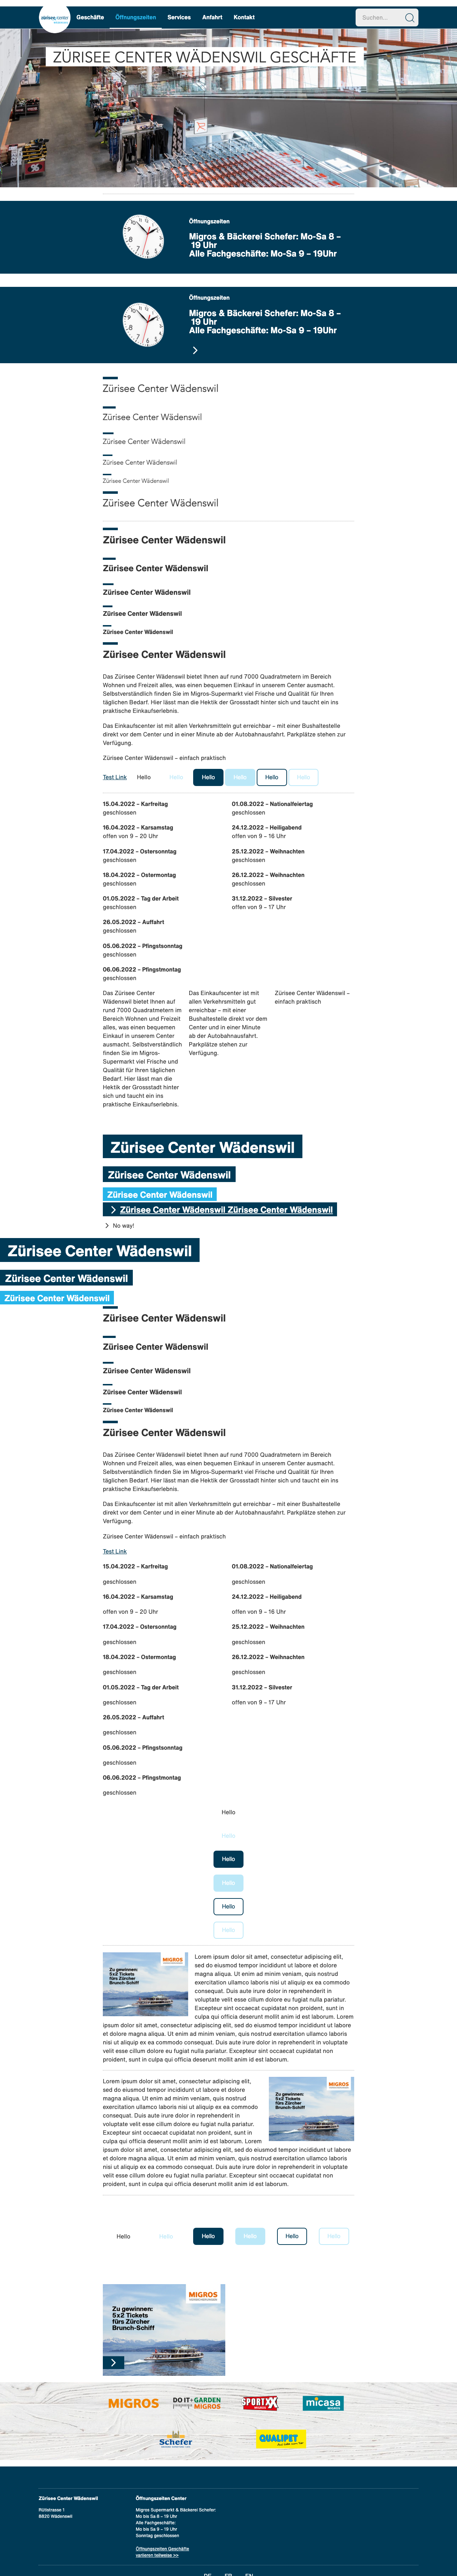 zürisee center
Geschäfte
Öffnungszeiten
Services
Anfahrt
Kontakt
Suchen...
ZÜRISEE CENTER WÄDENSWIL GESCHÄFTE
Öffnungszeiten
Migros & Bäckerei Schefer: Mo-Sa 8 –
19 Uhr
Alle Fachgeschäfte: Mo-Sa 9 – 19Uhr
Öffnungszeiten
Migros & Bäckerei Schefer: Mo-Sa 8 –
19 Uhr
Alle Fachgeschäfte: Mo-Sa 9 – 19Uhr
Zürisee Center Wädenswil
Zürisee Center Wädenswil
Zürisee Center Wädenswil
Zürisee Center Wädenswil
Zürisee Center Wädenswil
Zürisee Center Wädenswil
Zürisee Center Wädenswil
Zürisee Center Wädenswil
Zürisee Center Wädenswil
Zürisee Center Wädenswil
Zürisee Center Wädenswil
Zürisee Center Wädenswil
Das Zürisee Center Wädenswil bietet Ihnen auf rund 7000 Quadratmetern im Bereich
Wohnen und Freizeit alles, was einen bequemen Einkauf in unserem Center ausmacht.
Selbstverständlich finden Sie im Migros-Supermarkt viel Frische und Qualität für Ihren
täglichen Bedarf. Hier lässt man die Hektik der Grossstadt hinter sich und taucht ein ins
praktische Einkaufserlebnis.
Das Einkaufscenter ist mit allen Verkehrsmitteln gut erreichbar – mit einer Bushaltestelle
direkt vor dem Center und in einer Minute ab der Autobahnausfahrt. Parkplätze stehen zur
Verfügung.
Zürisee Center Wädenswil – einfach praktisch
Test Link Hello Hello Hello Hello Hello Hello
15.04.2022 – Karfreitag
geschlossen
16.04.2022 – Karsamstag
offen von 9 – 20 Uhr
17.04.2022 – Ostersonntag
geschlossen
18.04.2022 – Ostermontag
geschlossen
01.05.2022 – Tag der Arbeit
geschlossen
26.05.2022 – Auffahrt
geschlossen
05.06.2022 – Pfingstsonntag
geschlossen
06.06.2022 – Pfingstmontag
geschlossen
01.08.2022 – Nationalfeiertag
geschlossen
24.12.2022 – Heiligabend
offen von 9 – 16 Uhr
25.12.2022 – Weihnachten
geschlossen
26.12.2022 – Weihnachten
geschlossen
31.12.2022 – Silvester
offen von 9 – 17 Uhr
Das Zürisee Center
Wädenswil bietet Ihnen auf
rund 7000 Quadratmetern im
Bereich Wohnen und Freizeit
alles, was einen bequemen
Einkauf in unserem Center
ausmacht. Selbstverständlich
finden Sie im Migros-
Supermarkt viel Frische und
Qualität für Ihren täglichen
Bedarf. Hier lässt man die
Hektik der Grossstadt hinter
sich und taucht ein ins
praktische Einkaufserlebnis.
Das Einkaufscenter ist mit
allen Verkehrsmitteln gut
erreichbar – mit einer
Bushaltestelle direkt vor dem
Center und in einer Minute
ab der Autobahnausfahrt.
Parkplätze stehen zur
Verfügung.
Zürisee Center Wädenswil –
einfach praktisch
Zürisee Center Wädenswil
Zürisee Center Wädenswil
Zürisee Center Wädenswil
Zürisee Center Wädenswil Zürisee Center Wädenswil
No way!
Zürisee Center Wädenswil
Zürisee Center Wädenswil
Zürisee Center Wädenswil
Zürisee Center Wädenswil
Zürisee Center Wädenswil
Zürisee Center Wädenswil
Zürisee Center Wädenswil
Zürisee Center Wädenswil
Zürisee Center Wädenswil
Das Zürisee Center Wädenswil bietet Ihnen auf rund 7000 Quadratmetern im Bereich
Wohnen und Freizeit alles, was einen bequemen Einkauf in unserem Center ausmacht.
Selbstverständlich finden Sie im Migros-Supermarkt viel Frische und Qualität für Ihren
täglichen Bedarf. Hier lässt man die Hektik der Grossstadt hinter sich und taucht ein ins
praktische Einkaufserlebnis.
Das Einkaufscenter ist mit allen Verkehrsmitteln gut erreichbar – mit einer Bushaltestelle
direkt vor dem Center und in einer Minute ab der Autobahnausfahrt. Parkplätze stehen zur
Verfügung.
Zürisee Center Wädenswil – einfach praktisch
Test Link
15.04.2022 – Karfreitag
geschlossen
16.04.2022 – Karsamstag
offen von 9 – 20 Uhr
17.04.2022 – Ostersonntag
geschlossen
18.04.2022 – Ostermontag
geschlossen
01.05.2022 – Tag der Arbeit
geschlossen
26.05.2022 – Auffahrt
geschlossen
05.06.2022 – Pfingstsonntag
geschlossen
06.06.2022 – Pfingstmontag
geschlossen
01.08.2022 – Nationalfeiertag
geschlossen
24.12.2022 – Heiligabend
offen von 9 – 16 Uhr
25.12.2022 – Weihnachten
geschlossen
26.12.2022 – Weihnachten
geschlossen
31.12.2022 – Silvester
offen von 9 – 17 Uhr
Hello
Hello
Hello
Hello
Hello
Hello
MIGROS
Zu gewinnen:
5x2 Tickets
fürs Zürcher
Brunch-Schiff
Lorem ipsum dolor sit amet, consectetur adipiscing elit,
sed do eiusmod tempor incididunt ut labore et dolore
magna aliqua. Ut enim ad minim veniam, quis nostrud
exercitation ullamco laboris nisi ut aliquip ex ea commodo
consequat. Duis aute irure dolor in reprehenderit in
voluptate velit esse cillum dolore eu fugiat nulla pariatur.
Excepteur sint occaecat cupidatat non proident, sunt in
culpa qui officia deserunt mollit anim id est laborum. Lorem
ipsum dolor sit amet, consectetur adipiscing elit, sed do eiusmod tempor incididunt ut labore
et dolore magna aliqua. Ut enim ad minim veniam, quis nostrud exercitation ullamco laboris
nisi ut aliquip ex ea commodo consequat. Duis aute irure dolor in reprehenderit in voluptate
velit esse cillum dolore eu fugiat nulla pariatur. Excepteur sint occaecat cupidatat non
proident, sunt in culpa qui officia deserunt mollit anim id est laborum.
Lorem ipsum dolor sit amet, consectetur adipiscing elit,
sed do eiusmod tempor incididunt ut labore et dolore
magna aliqua. Ut enim ad minim veniam, quis nostrud
exercitation ullamco laboris nisi ut aliquip ex ea commodo
consequat. Duis aute irure dolor in reprehenderit in
voluptate velit esse cillum dolore eu fugiat nulla pariatur.
Excepteur sint occaecat cupidatat non proident, sunt in
culpa qui officia deserunt mollit anim id est laborum. Lorem
ipsum dolor sit amet, consectetur adipiscing elit, sed do eiusmod tempor incididunt ut labore
et dolore magna aliqua. Ut enim ad minim veniam, quis nostrud exercitation ullamco laboris
nisi ut aliquip ex ea commodo consequat. Duis aute irure dolor in reprehenderit in voluptate
velit esse cillum dolore eu fugiat nulla pariatur. Excepteur sint occaecat cupidatat non
proident, sunt in culpa qui officia deserunt mollit anim id est laborum.
MIGROS
Zu gewinnen:
5x2 Tickets
fürs Zürcher
Brunch-Schiff
Hello Hello Hello Hello Hello Hello
MIGROS
Zu gewinnen:
5x2 Tickets
fürs Zürcher
Brunch-Schiff
MIGROS
DO IT+GARDEN
MIGROS
SPORTXX
MIGROS
micasa
MIGROS
Schefer
QUALIPET
Zürisee Center Wädenswil
Rütistrasse 1
8820 Wädenswil
Öffnungszeiten Center
Migros Supermarkt & Bäckerei Schefer:
Mo bis Sa 8 – 19 Uhr
Alle Fachgeschäfte:
Mo bis Sa 9 – 19 Uhr
Sonntag geschlossen
Öffnungszeiten Geschäfte
variieren teilweise >>
DE FR EN